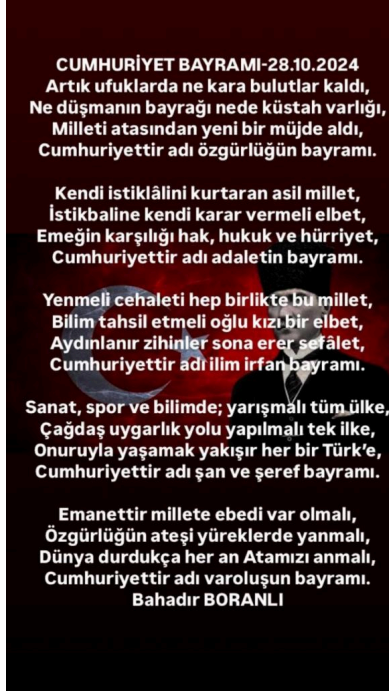 CUMHURİYET BAYRAMI-28.10.2024
Artık ufuklarda ne kara bulutlar kaldı,
Ne düşmanın bayrağı nede küstah varlığı,
Milleti atasından yeni bir müjde aldı,
Cumhuriyettir adı özgürlüğün bayramı.
Kendi istiklâlini kurtaran asil millet,
İstikbaline kendi karar vermeli elbet,
Emeğin karşılığı hak, hukuk ve hürriyet,
Cumhuriyettir adı adaletin bayramı.
Yenmeli cehaleti hep birlikte bu millet,
Bilim tahsil etmeli oğlu kızı bir elbet,
Aydınlanır zihinler sona erer sefâlet,
Cumhuriyettir adı ilim irfan bayramı.
Sanat, spor ve bilimde; yarışmalı tüm ülke,
Çağdaş uygarlık yolu yapılmalı tek ilke,
Onuruyla yaşamak yakışır her bir Türk’e,
Cumhuriyettir adı şan ve şeref bayramı.
Emanettir millete ebedi var olmalı,
Özgürlüğün ateşi yüreklerde yanmalı,
Dünya durdukça her an Atamızı anmalı,
Cumhuriyettir adı varoluşun bayramı.
Bahadır BORANLI